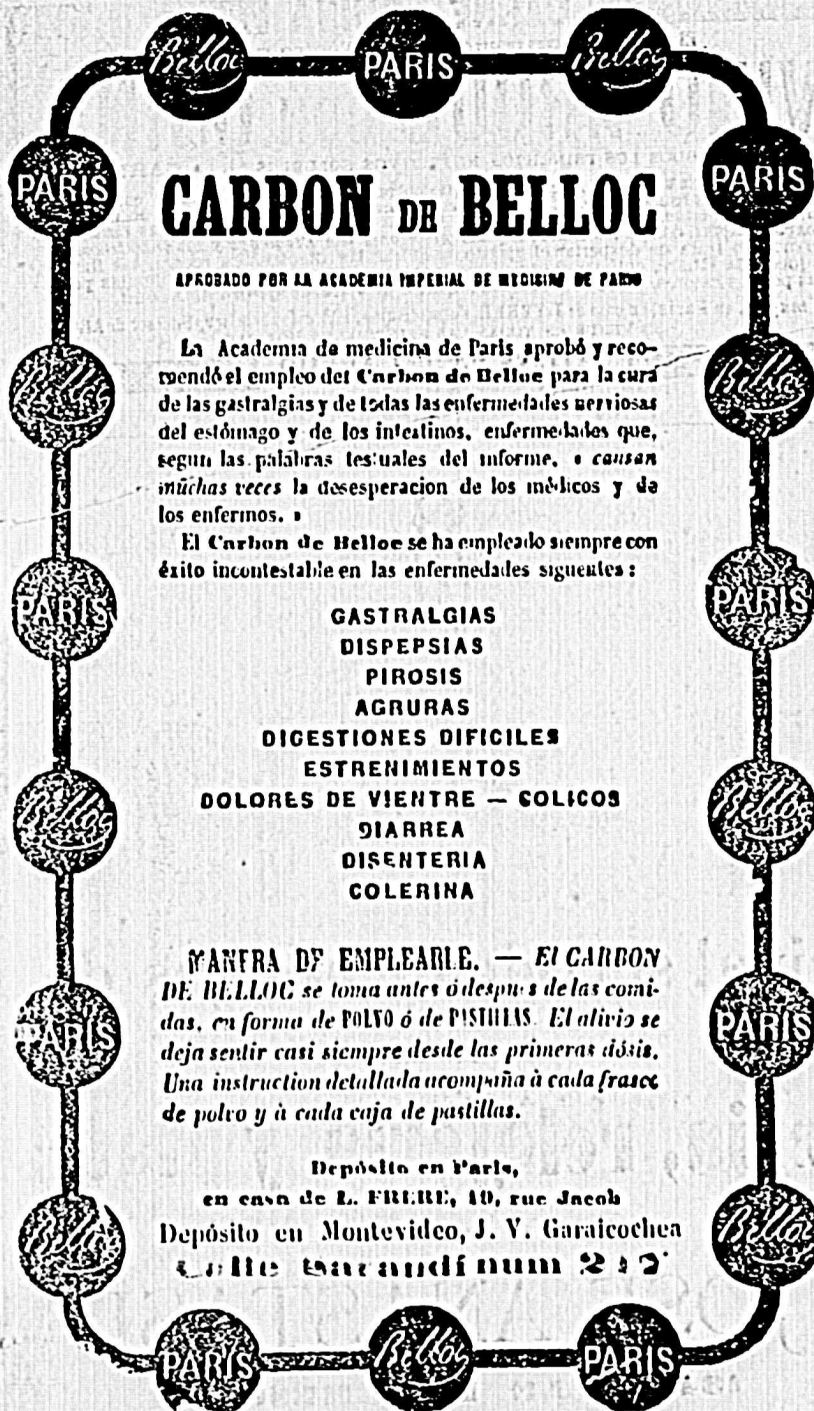 Belloc PARIS Belloc
PARIS PARIS
CARBON DE BELLOC
APROBADO POR LA ACADEMIA IMPERIAL DE MEDICINA DE PARIS
La Academia de medicina de Paris aprobó y reco-
mendó el empleo del Carbon de Belloc para la cura
de las gastralgias y de todas las enfermedades nerviosas
del estómago y de los intestinos, enfermedades que,
segun las palabras testuales del informe, « causan
muchas veces la desesperacion de los médicos y de
los enfermos. »
El Carbon de Belloc se ha empleado siempre con
éxito incontestable en las enfermedades siguentes :
Belloc Belloc
PARIS PARIS
GASTRALGIAS
DISPEPSIAS
PIROSIS
AGRURAS
DIGESTIONES DIFICILES
ESTRENIMIENTOS
DOLORES DE VIENTRE — COLICOS
DIARREA
DISENTERIA
COLERINA
Belloc Belloc
MANERA DE EMPLEARLE. — El CARBON
DE BELLOC se toma antes ó despues de las comi-
das, en forma de POLVO ó de PASTILLAS. El alivio se
deja sentir casi siempre desde las primeras dósis.
Una instruction detallada acompaña à cada frasco
de polvo y à cada caja de pastillas.
PARIS PARIS
Depósito en Paris,
en casa de L. FRERE, 19, rue Jacob
Depósito en Montevideo, J. V. Garaicochea
Calle Sarandí num
Belloc Belloc
PARIS Belloc PARIS